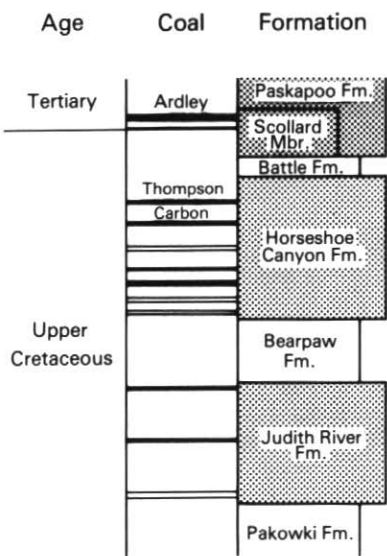 Age Coal Formation
Paskapoo Fm.
Tertiary Ardley
Scollard
Mbr.
Battle Fm.
Thompson
Carbon
Horseshoe
Canyon Fm.
Upper
Cretaceous
Bearpaw
Fm.
Judith River
Fm.
Pakowki Fm.